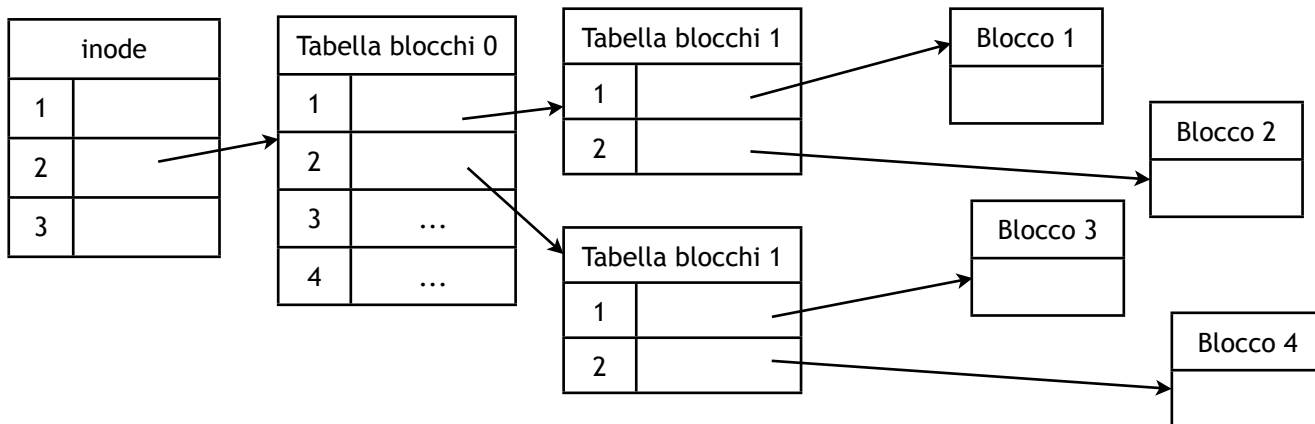 inode
1
2
3
Tabella blocchi 0
1
2
3 ...
4 ...
Tabella blocchi 1
1
2
Tabella blocchi 1
1
2
Blocco 1
Blocco 2
Blocco 3
Blocco 4